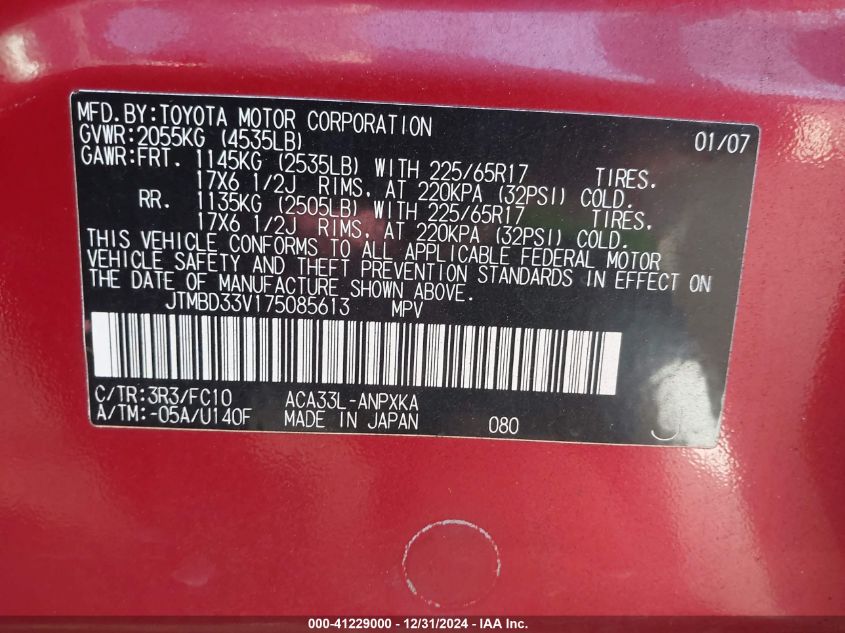 MFD.BY:TOYOTA MOTOR CORPORATION 01/07
GVWR:2055KG (4535LB)
GAWR:FRT. 1145KG (2535LB) WITH 225/65R17 TIRES,
17X6 1/2J RIMS, AT 220KPA (32PSI) COLD.
RR. 1135KG (2505LB) WITH 225/65R17 TIRES,
17X6 1/2J RIMS, AT 220KPA (32PSI) COLD.
THIS VEHICLE CONFORMS TO ALL APPLICABLE FEDERAL MOTOR
VEHICLE SAFETY AND THEFT PREVENTION STANDARDS IN EFFECT ON
THE DATE OF MANUFACTURE SHOWN ABOVE.
JTMBD33V175085613 MPV
C/TR:3R3/FC10 ACA33L-ANPXKA
A/TM:-05A/U140F MADE IN JAPAN 080 J
000-41229000 - 12/31/2024 - IAA Inc.